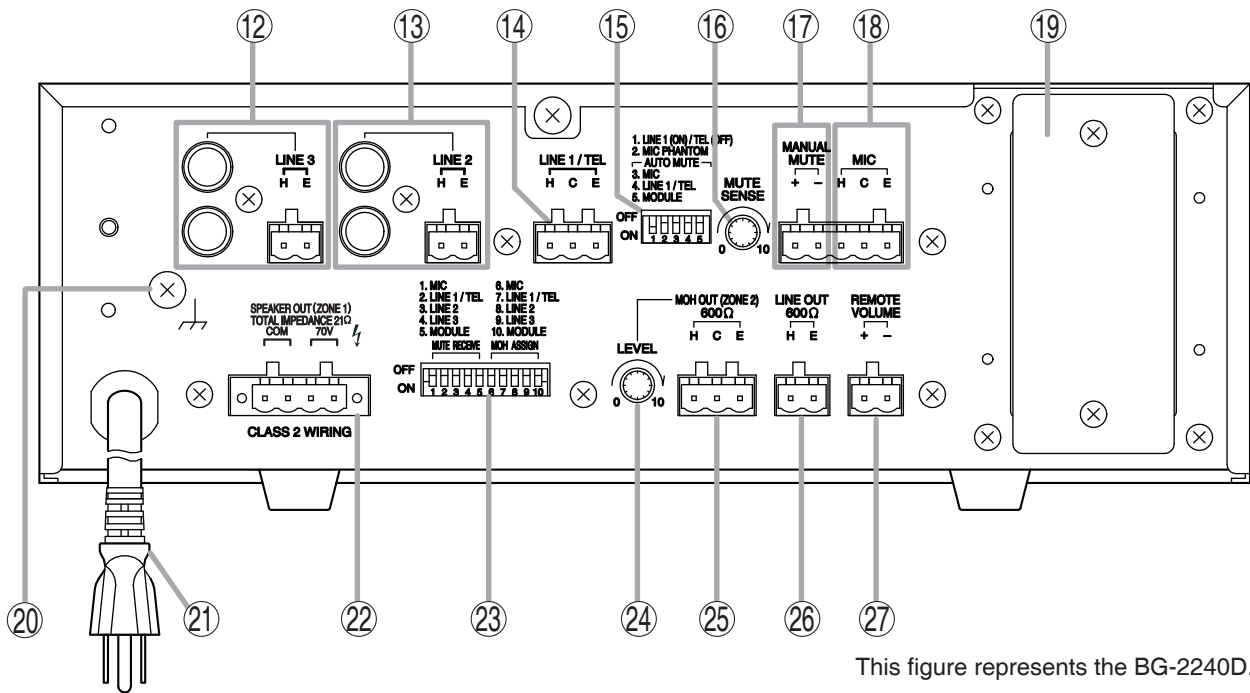 12 13 14 15 16 17 18 19
1. LINE 1 (ON) / TEL (OFF)
2. MIC PHANTOM
AUTO MUTE
3. MIC
4. LINE 1 / TEL
5. MODULE
LINE 3
H E
LINE 2
H E
LINE 1 / TEL
H C E
OFF
ON
1 2 3 4 5
MUTE
SENSE
0 10
MANUAL
MUTE
+ −
MIC
H C E
SPEAKER OUT (ZONE 1)
TOTAL IMPEDANCE 21Ω
COM 70V
CLASS 2 WIRING
1. MIC
2. LINE 1 / TEL
3. LINE 2
4. LINE 3
5. MODULE
MUTE RECEIVE
6. MIC
7. LINE 1 / TEL
8. LINE 2
9. LINE 3
10. MODULE
MOH ASSIGN
OFF
ON
1 2 3 4 5 6 7 8 9 10
LEVEL
0 10
MOH OUT (ZONE 2)
600Ω
H C E
LINE OUT
600Ω
H E
REMOTE
VOLUME
+ −
20 21 22 23 24 25 26 27
This figure represents the BG-2240D.